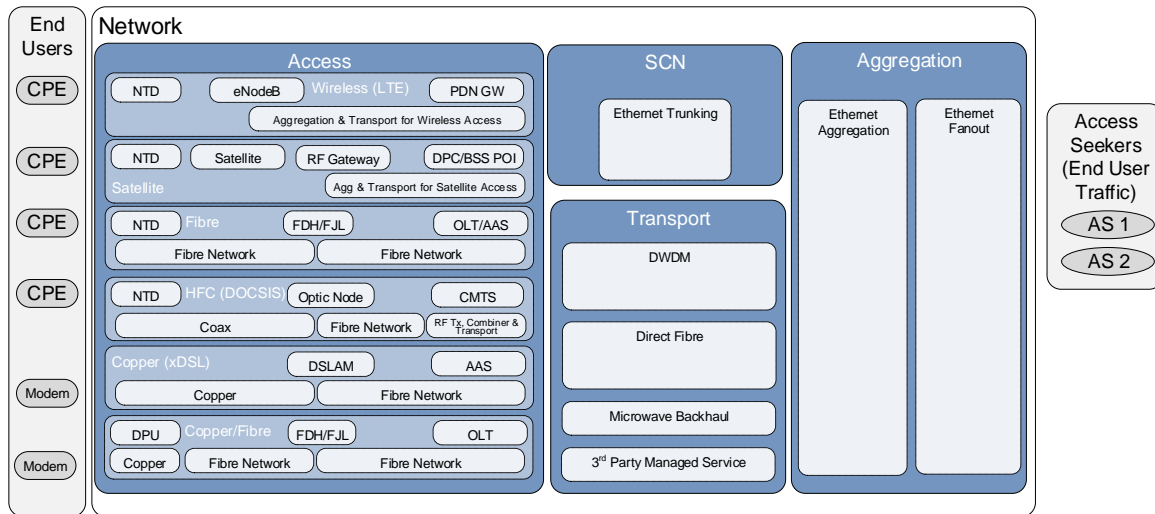 End
Users
CPE
CPE
CPE
CPE
Modem
Modem
Network
Access
NTD
eNodeB
Wireless (LTE)
PDN GW
Aggregation & Transport for Wireless Access
NTD
Satellite
RF Gateway
DPC/BSS POI
Satellite
Agg & Transport for Satellite Access
NTD
Fibre
FDH/FJL
OLT/AAS
Fibre Network
Fibre Network
NTD
HFC (DOCSIS)
Optic Node
CMTS
Coax
Fibre Network
RF Tx, Combiner &
Transport
Copper (xDSL)
DSLAM
AAS
Copper
Fibre Network
DPU
Copper/Fibre
FDH/FJL
OLT
Copper
Fibre Network
Fibre Network
SCN
Ethernet Trunking
Transport
DWDM
Direct Fibre
Microwave Backhaul
3rd Party Managed Service
Aggregation
Ethernet
Aggregation
Ethernet
Fanout
Access
Seekers
(End User
Traffic)
AS 1
AS 2